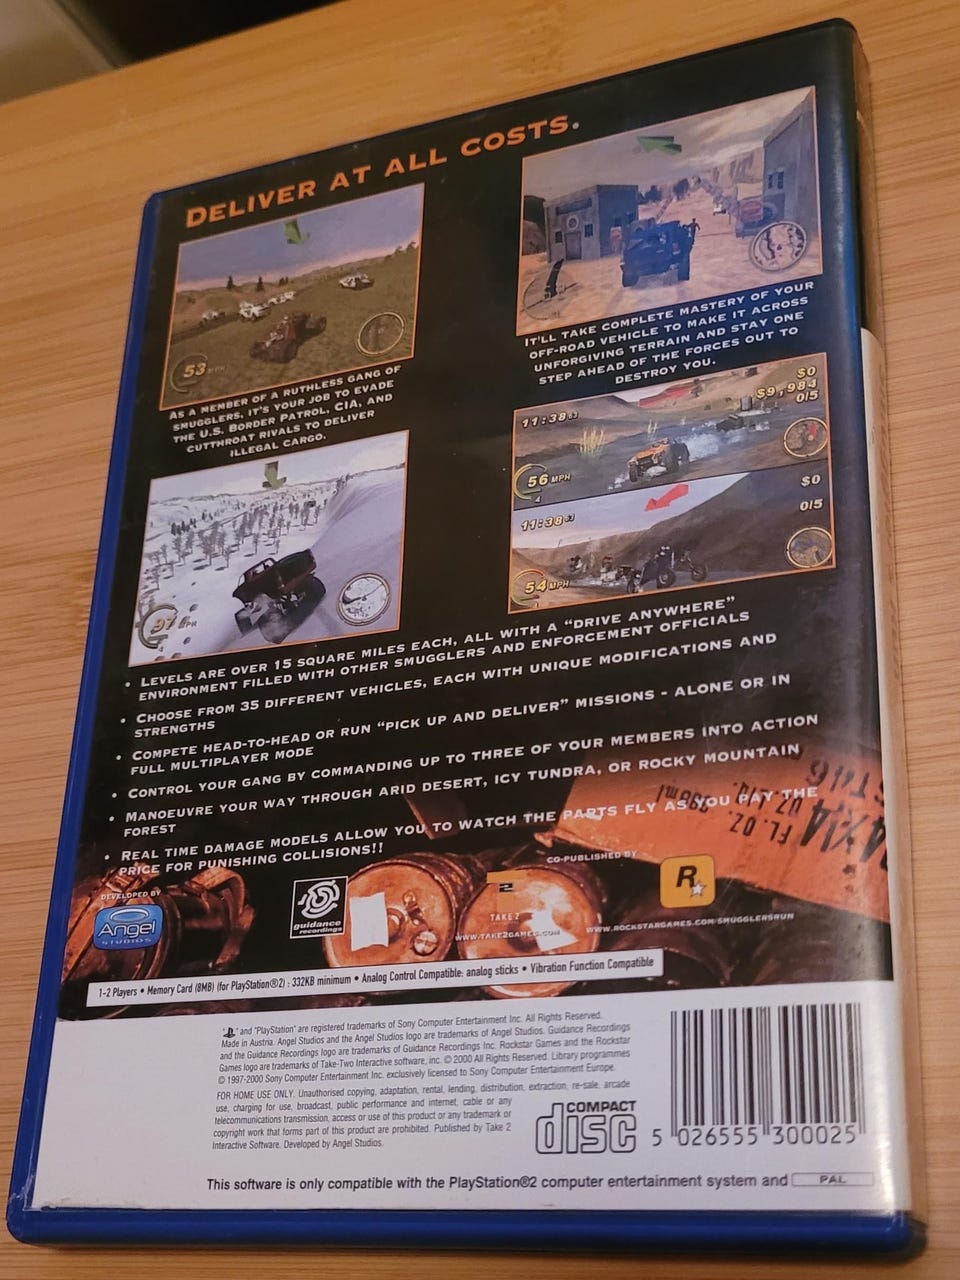 DELIVER AT ALL COSTS.
53 MPH
AS A MEMBER OF A RUTHLESS GANG OF
SMUGGLERS, IT'S YOUR JOB TO EVADE
THE U.S. BORDER PATROL, CIA, AND
CUTTHROAT RIVALS TO DELIVER
ILLEGAL CARGO.
IT'LL TAKE COMPLETE MASTERY OF YOUR
OFF-ROAD VEHICLE TO MAKE IT ACROSS
UNFORGIVING TERRAIN AND STAY ONE
STEP AHEAD OF THE FORCES OUT TO
DESTROY YOU.
97 MPH
11:38
$0
$9,984
0/5
56 MPH
4
11:38
$0
0/5
54 MPH
4
• LEVELS ARE OVER 15 SQUARE MILES EACH, ALL WITH A "DRIVE ANYWHERE"
ENVIRONMENT FILLED WITH OTHER SMUGGLERS AND ENFORCEMENT OFFICIALS
• CHOOSE FROM 35 DIFFERENT VEHICLES, EACH WITH UNIQUE MODIFICATIONS AND
STRENGTHS
• COMPETE HEAD-TO-HEAD OR RUN "PICK UP AND DELIVER" MISSIONS - ALONE OR IN
FULL MULTIPLAYER MODE
• CONTROL YOUR GANG BY COMMANDING UP TO THREE OF YOUR MEMBERS INTO ACTION
• MANOEUVRE YOUR WAY THROUGH ARID DESERT, ICY TUNDRA, OR ROCKY MOUNTAIN
FOREST
• REAL TIME DAMAGE MODELS ALLOW YOU TO WATCH THE PARTS FLY AS YOU PAY THE
PRICE FOR PUNISHING COLLISIONS!!
FL. OZ.
DEVELOPED BY
Angel
STUDIOS
guidance
recordings
TAKE 2
WWW.TAKE2GAMES.COM
CO-PUBLISHED BY
R
WWW.ROCKSTARGAMES.COM/SMUGGLERSRUN
1-2 Players • Memory Card (8MB) (for PlayStation®2) : 332KB minimum • Analog Control Compatible: analog sticks • Vibration Function Compatible
" " and "PlayStation" are registered trademarks of Sony Computer Entertainment Inc. All Rights Reserved.
Made in Austria. Angel Studios and the Angel Studios logo are trademarks of Angel Studios. Guidance Recordings
and the Guidance Recordings logo are trademarks of Guidance Recordings Inc. Rockstar Games and the Rockstar
Games logo are trademarks of Take-Two Interactive software, inc. © 2000 All Rights Reserved. Library programmes
© 1997-2000 Sony Computer Entertainment Inc. exclusively licensed to Sony Computer Entertainment Europe.
FOR HOME USE ONLY. Unauthorised copying, adaptation, rental, lending, distribution, extraction, re-sale, arcade
use, charging for use, broadcast, public performance and internet, cable or any
telecommunications transmission, access or use of this product or any trademark or
copyright work that forms part of this product are prohibited. Published by Take 2
Interactive Software. Developed by Angel Studios.
COMPACT
disc
5 026555 300025
This software is only compatible with the PlayStation®2 computer entertainment system and PAL